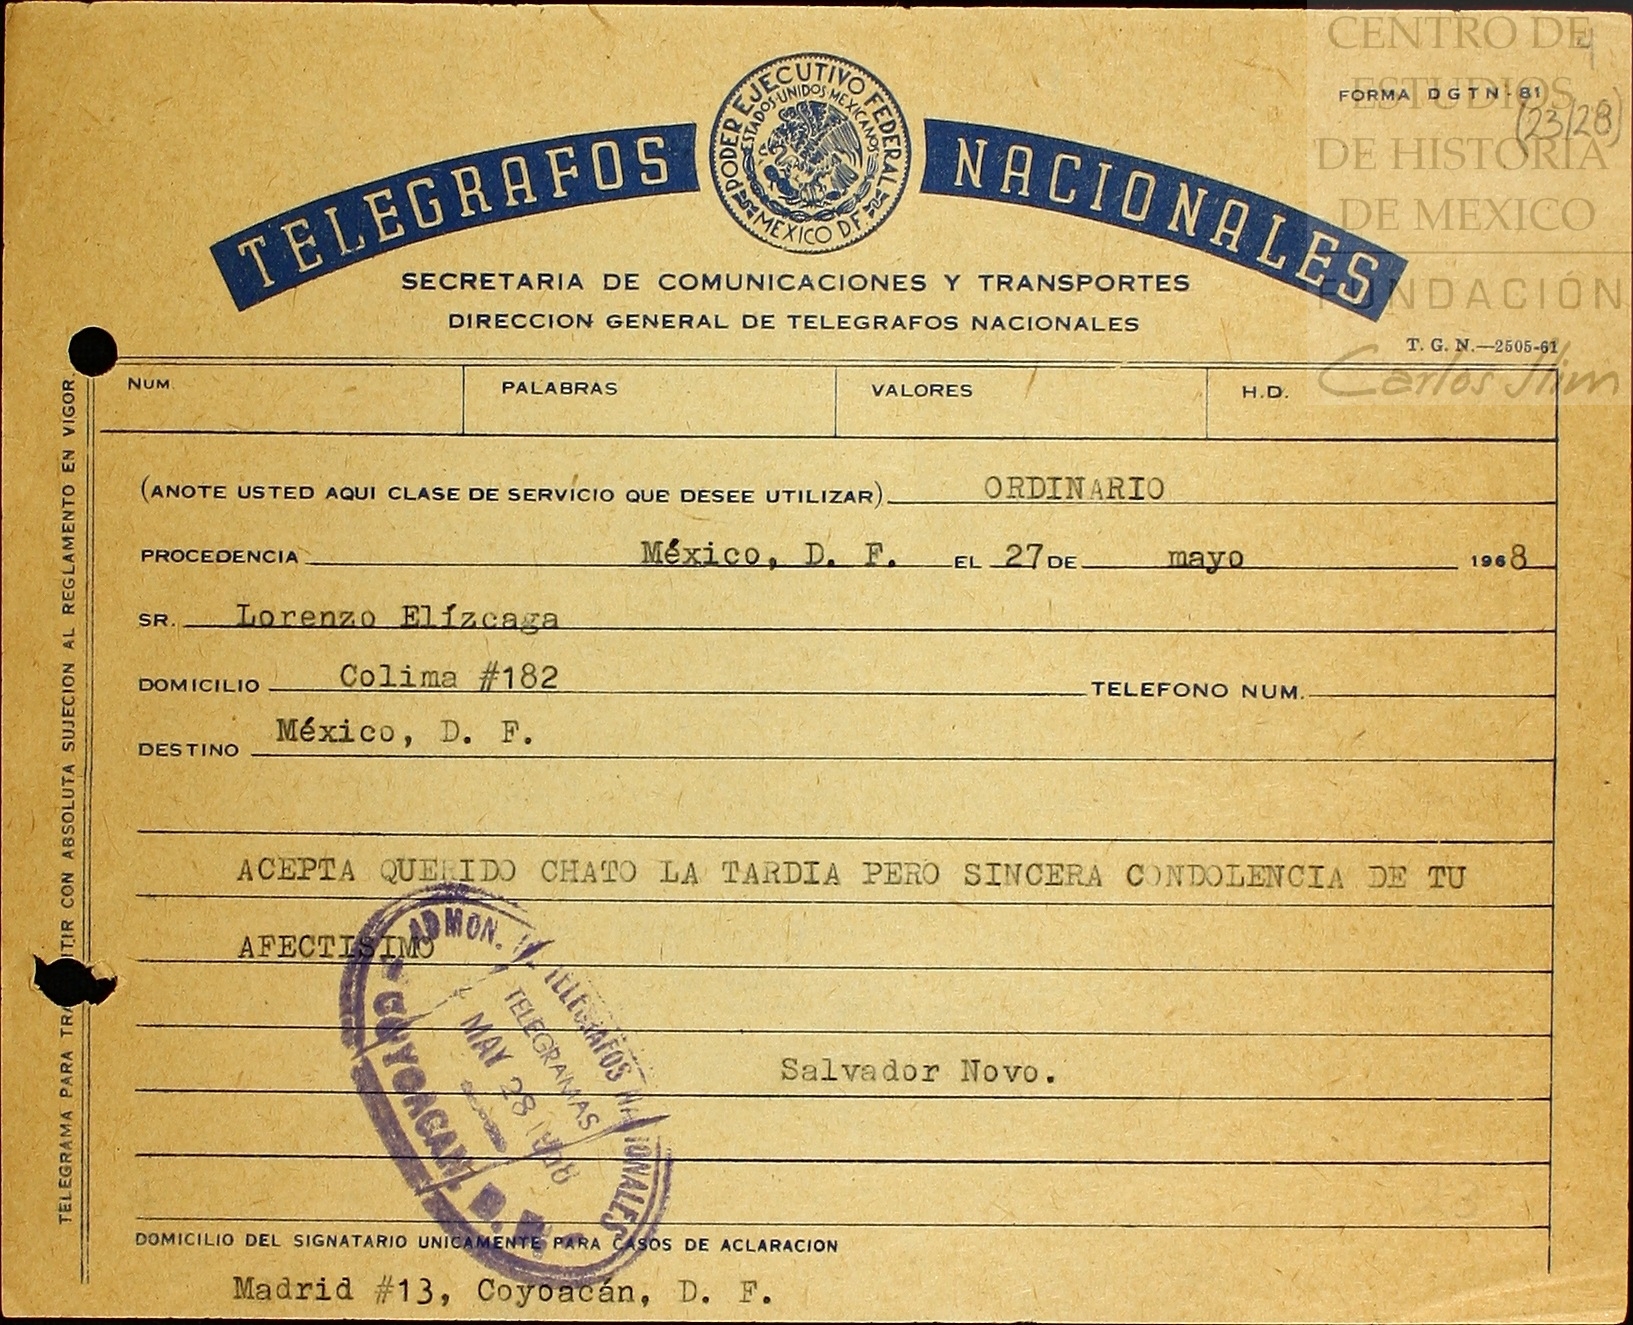 CENTRO DE
ESTUDIOS
DE HISTORIA
DE MEXICO
FUNDACIÓN
Carlos Slim
4
FORMA DGTN-81
(23/28)
PODER EJECUTIVO FEDERAL
ESTADOS UNIDOS MEXICANOS
MEXICO D F
TELEGRAFOS NACIONALES
SECRETARIA DE COMUNICACIONES Y TRANSPORTES
DIRECCION GENERAL DE TELEGRAFOS NACIONALES
T. G. N.—2505-61
NUM. PALABRAS VALORES H.D.
(ANOTE USTED AQUI CLASE DE SERVICIO QUE DESEE UTILIZAR) ORDINARIO
PROCEDENCIA México, D. F. EL 27 DE mayo 1968
SR. Lorenzo Elízcaga
DOMICILIO Colima #182 TELEFONO NUM.
DESTINO México, D. F.
ACEPTA QUERIDO CHATO LA TARDIA PERO SINCERA CONDOLENCIA DE TU
AFECTISIMO
Salvador Novo.
ADMON. TELEGRAFOS NACIONALES
TELEGRAMAS
MAY 28 1968
COYOACAN, D. F.
DOMICILIO DEL SIGNATARIO UNICAMENTE PARA CASOS DE ACLARACION
Madrid #13, Coyoacán, D. F.
TELEGRAMA PARA TRA ITIR CON ABSOLUTA SUJECION AL REGLAMENTO EN VIGOR.